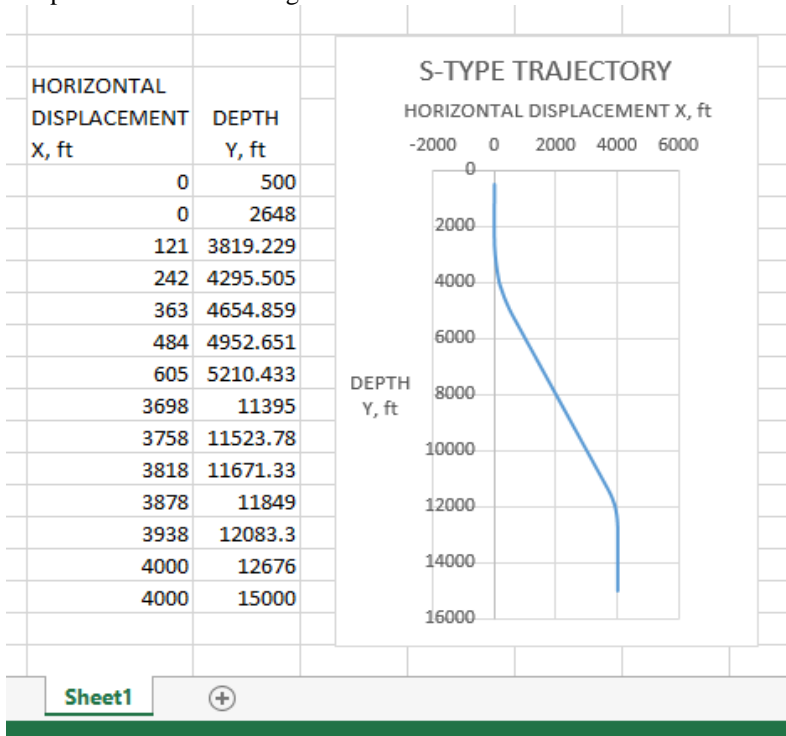 HORIZONTAL
DISPLACEMENT DEPTH
X, ft Y, ft
0 500
0 2648
121 3819.229
242 4295.505
363 4654.859
484 4952.651
605 5210.433
3698 11395
3758 11523.78
3818 11671.33
3878 11849
3938 12083.3
4000 12676
4000 15000
S-TYPE TRAJECTORY
HORIZONTAL DISPLACEMENT X, ft
-2000 0 2000 4000 6000
0
2000
4000
6000
DEPTH
Y, ft
8000
10000
12000
14000
16000
Sheet1